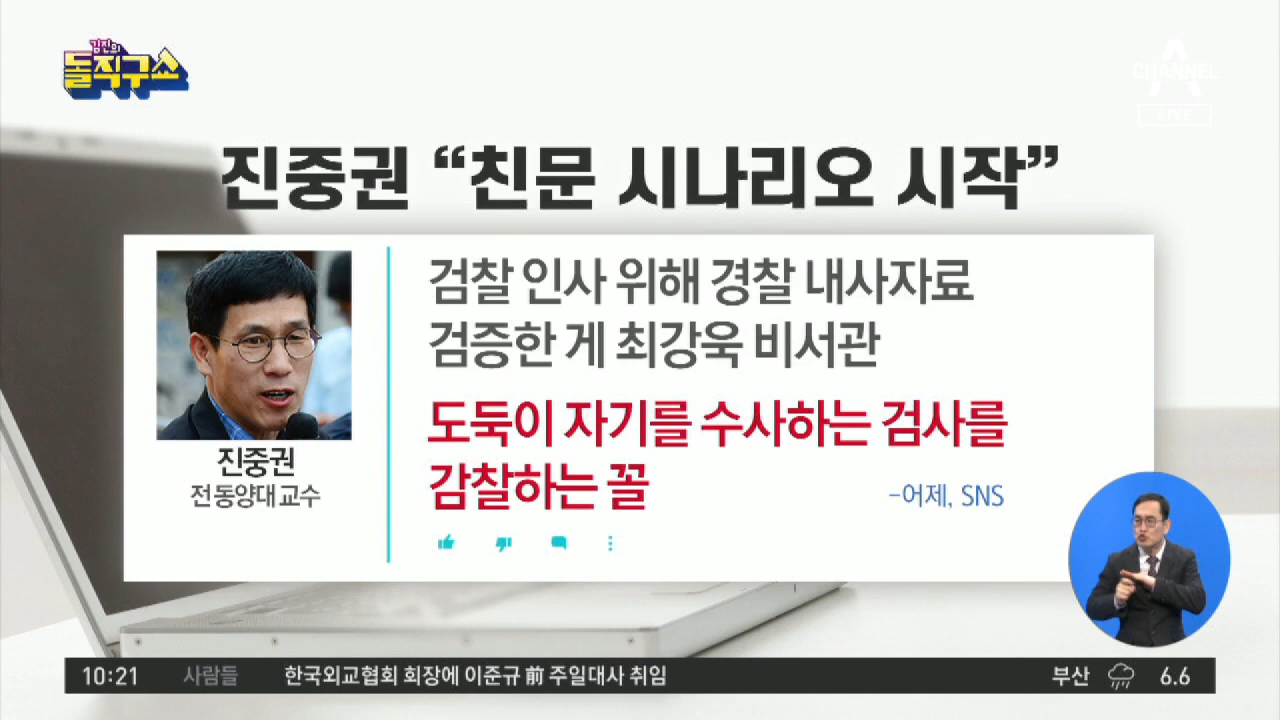 김진의
돌직구쇼
CHANNEL A
LIVE
진중권 “친문 시나리오 시작”
검찰 인사 위해 경찰 내사자료
검증한 게 최강욱 비서관
도둑이 자기를 수사하는 검사를
감찰하는 꼴
-어제, SNS
진중권
전 동양대 교수
10:21 사람들 한국외교협회 회장에 이준규 前 주일대사 취임 부산 6.6